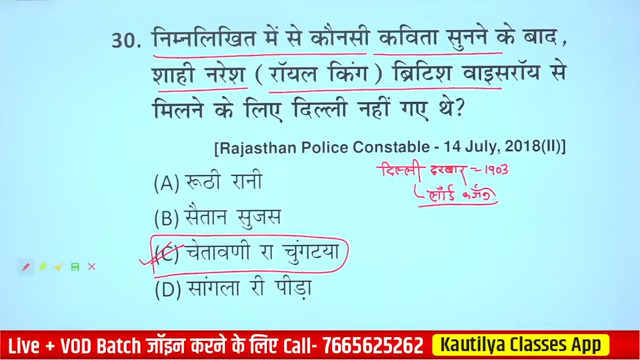 30. निम्नलिखित में से कौनसी कविता सुनने के बाद,
शाही नरेश (रॉयल किंग) ब्रिटिश वाइसरॉय से
मिलने के लिए दिल्ली नहीं गए थे?
[Rajasthan Police Constable - 14 July, 2018(II)]
दिल्ली दरबार = 1903
लॉर्ड कर्जन
(A) रूठी रानी
(B) सैतान सुजस
(C) चेतावणी रा चुंगटया
(D) सांगला री पीड़ा
Live + VOD Batch जॉइन करने के लिए Call- 7665625262 Kautilya Classes App